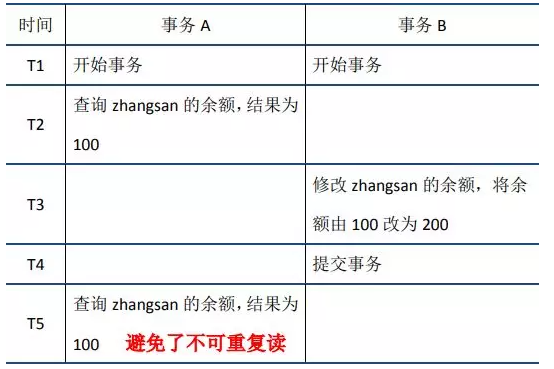 时间 事务 A 事务 B
T1 开始事务 开始事务
T2 查询 zhangsan 的余额，结果为
100
T3 修改 zhangsan 的余额，将余
额由 100 改为 200
T4 提交事务
T5 查询 zhangsan 的余额，结果为
100 避免了不可重复读